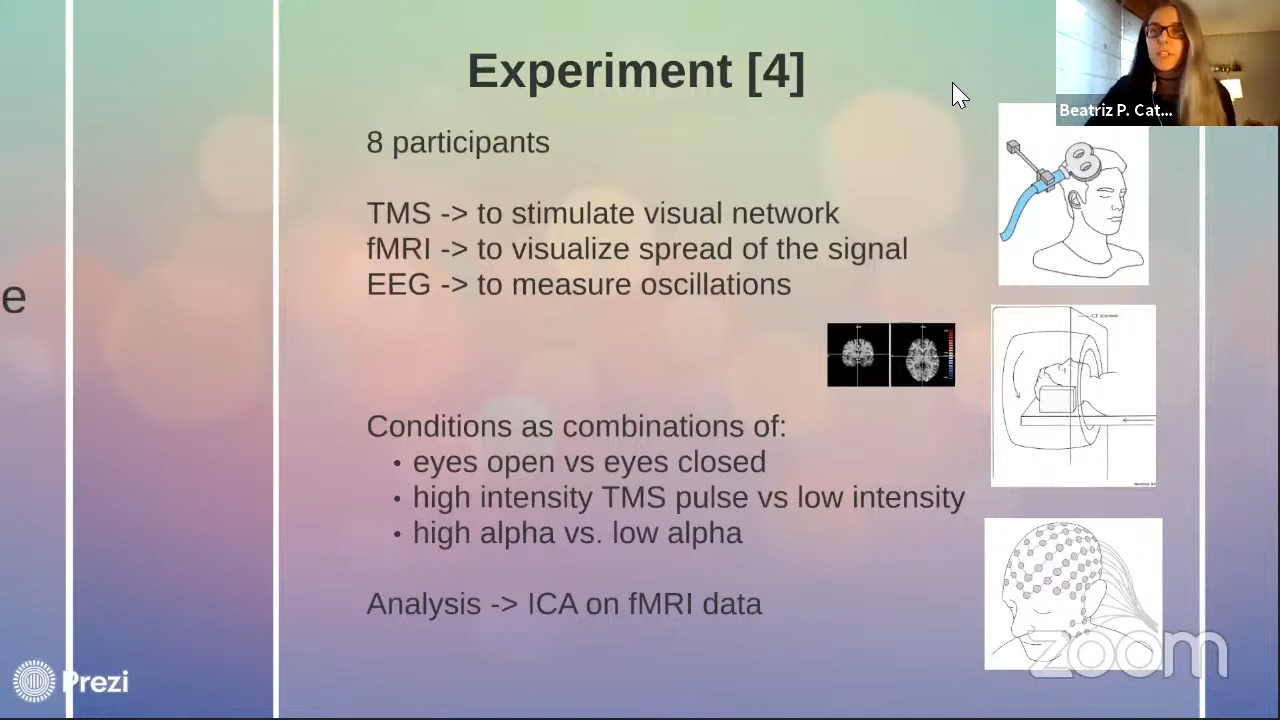 Experiment [4]
Beatriz P. Cat...
8 participants
TMS -> to stimulate visual network
fMRI -> to visualize spread of the signal
EEG -> to measure oscillations
e
CT scanner
Conditions as combinations of:
• eyes open vs eyes closed
• high intensity TMS pulse vs low intensity
• high alpha vs. low alpha
Analysis -> ICA on fMRI data
zoom
Prezi